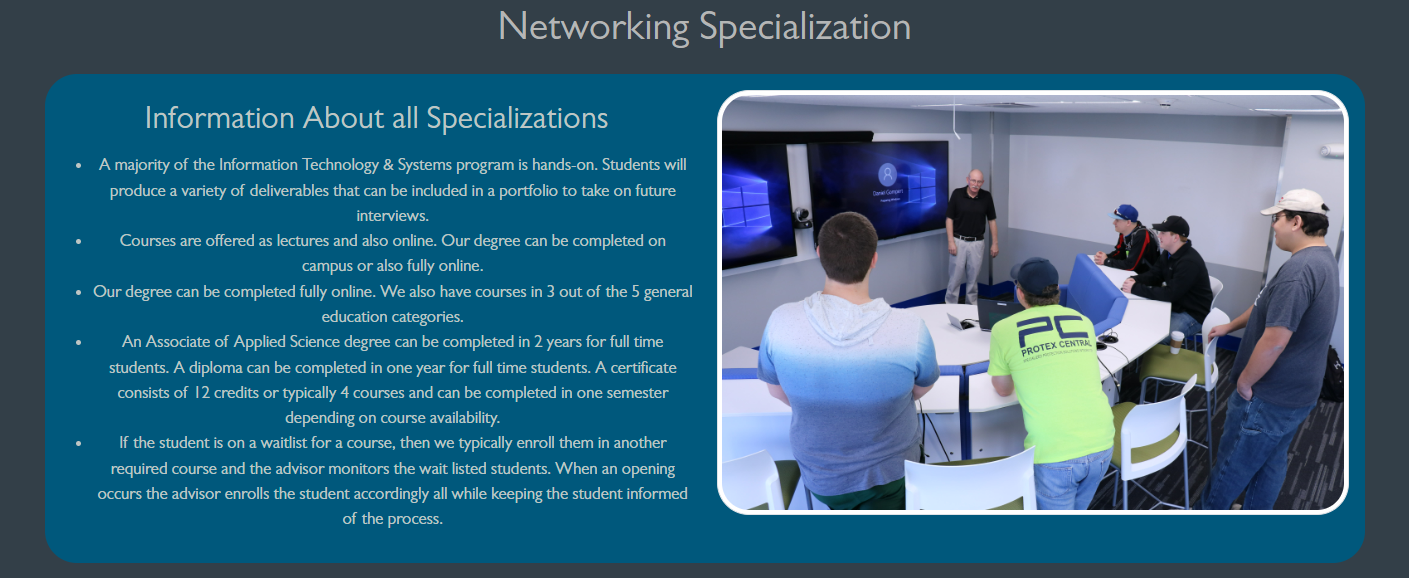 Networking Specialization
Information About all Specializations
• A majority of the Information Technology & Systems program is hands-on. Students will
produce a variety of deliverables that can be included in a portfolio to take on future
interviews.
• Courses are offered as lectures and also online. Our degree can be completed on
campus or also fully online.
• Our degree can be completed fully online. We also have courses in 3 out of the 5 general
education categories.
• An Associate of Applied Science degree can be completed in 2 years for full time
students. A diploma can be completed in one year for full time students. A certificate
consists of 12 credits or typically 4 courses and can be completed in one semester
depending on course availability.
• If the student is on a waitlist for a course, then we typically enroll them in another
required course and the advisor monitors the wait listed students. When an opening
occurs the advisor enrolls the student accordingly all while keeping the student informed
of the process.
Daniel
PC
PROTEX CENTRAL